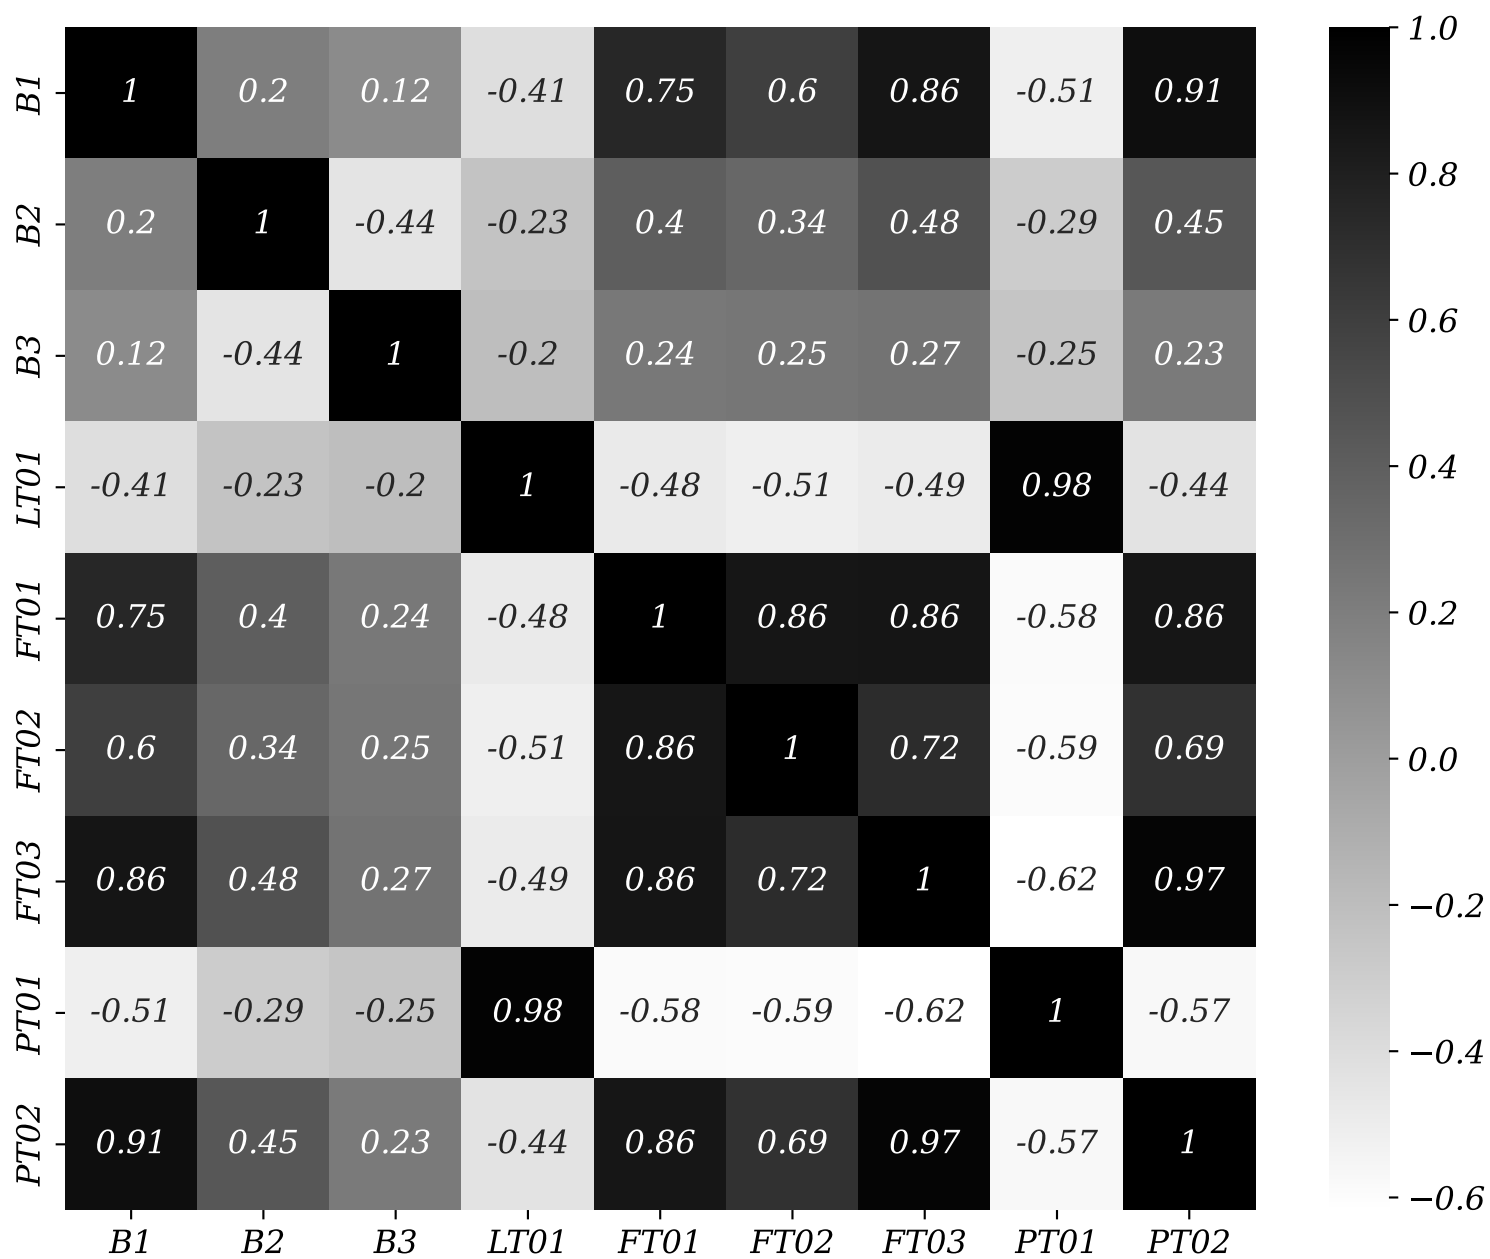 B1 1 0.2 0.12 -0.41 0.75 0.6 0.86 -0.51 0.91
B2 0.2 1 -0.44 -0.23 0.4 0.34 0.48 -0.29 0.45
B3 0.12 -0.44 1 -0.2 0.24 0.25 0.27 -0.25 0.23
LT01 -0.41 -0.23 -0.2 1 -0.48 -0.51 -0.49 0.98 -0.44
FT01 0.75 0.4 0.24 -0.48 1 0.86 0.86 -0.58 0.86
FT02 0.6 0.34 0.25 -0.51 0.86 1 0.72 -0.59 0.69
FT03 0.86 0.48 0.27 -0.49 0.86 0.72 1 -0.62 0.97
PT01 -0.51 -0.29 -0.25 0.98 -0.58 -0.59 -0.62 1 -0.57
PT02 0.91 0.45 0.23 -0.44 0.86 0.69 0.97 -0.57 1
B1 B2 B3 LT01 FT01 FT02 FT03 PT01 PT02
1.0
0.8
0.6
0.4
0.2
0.0
−0.2
−0.4
−0.6